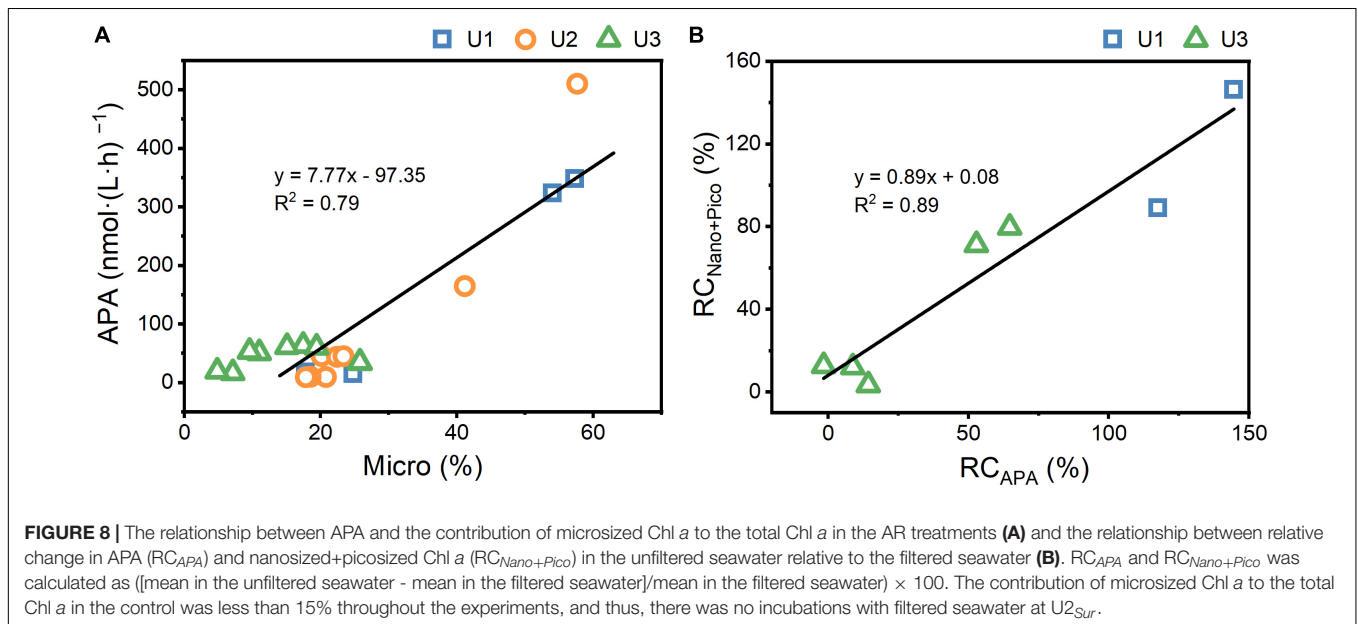 A
U1 U2 U3
500
400
300
200
100
0
APA (nmol·(L·h) ⁻¹)
y = 7.77x - 97.35
R² = 0.79
0 20 40 60
Micro (%)
B
U1 U3
160
120
80
40
0
RC_Nano+Pico (%)
y = 0.89x + 0.08
R² = 0.89
0 50 100 150
RC_APA (%)
FIGURE 8 | The relationship between APA and the contribution of microsized Chl a to the total Chl a in the AR treatments (A) and the relationship between relative
change in APA (RC_APA) and nanosized+picosized Chl a (RC_Nano+Pico) in the unfiltered seawater relative to the filtered seawater (B). RC_APA and RC_Nano+Pico was
calculated as ([mean in the unfiltered seawater - mean in the filtered seawater]/mean in the filtered seawater) × 100. The contribution of microsized Chl a to the total
Chl a in the control was less than 15% throughout the experiments, and thus, there was no incubations with filtered seawater at U2_Sur.